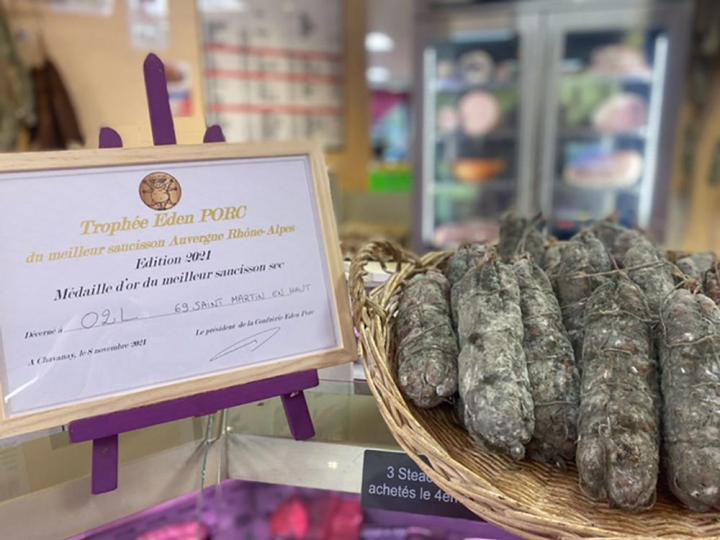 Trophée Eden PORC
du meilleur saucisson Auvergne Rhône-Alpes
Edition 2021
Médaille d'or du meilleur saucisson sec
Décerné à O2L 69 SAINT MARTIN EN HAUT
Le président de la Confrérie Eden Porc
A Chavanay, le 8 novembre 2021
3 Stea
achetés le 4e